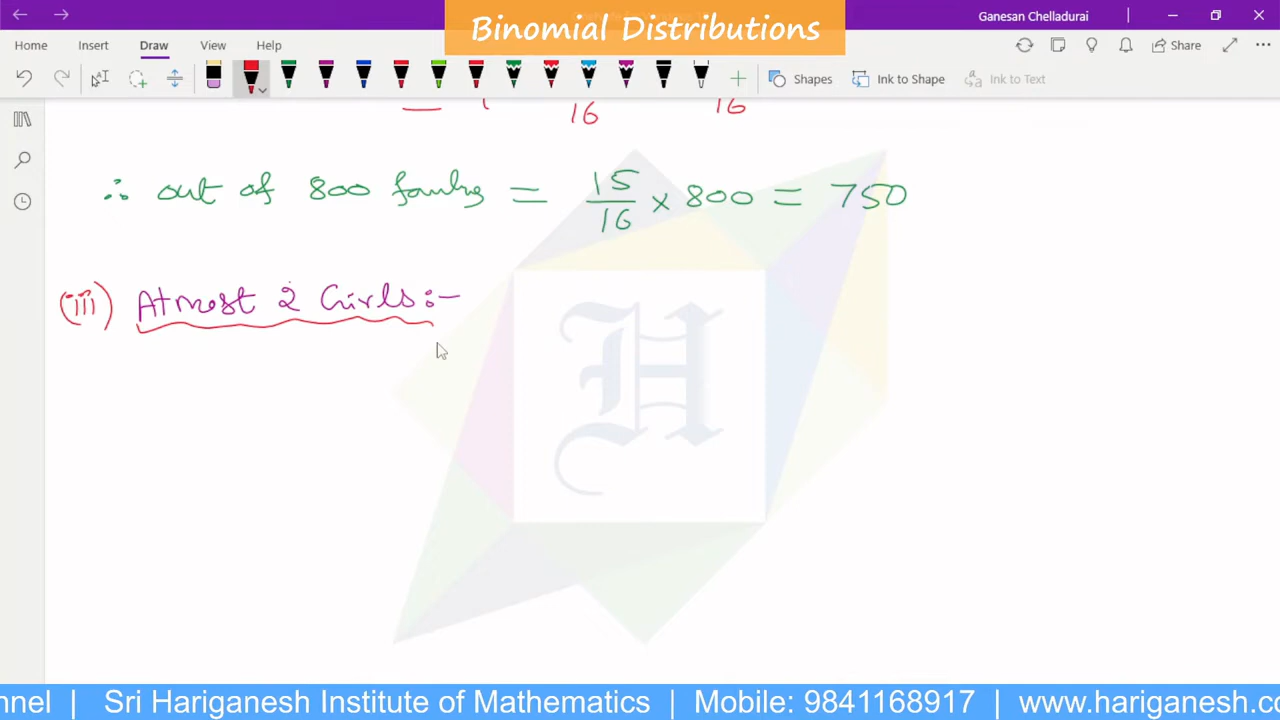 Binomial Distributions
Ganesan Chelladurai
Home Insert Draw View Help
Share
Shapes
Ink to Shape
Ink to Text
16 16
∴ out of 800 = 15/16 × 800 = 750
(iii) Atmost 2 Girls :-
H
nnel | Sri Hariganesh Institute of Mathematics | Mobile: 9841168917 | www.hariganesh.co